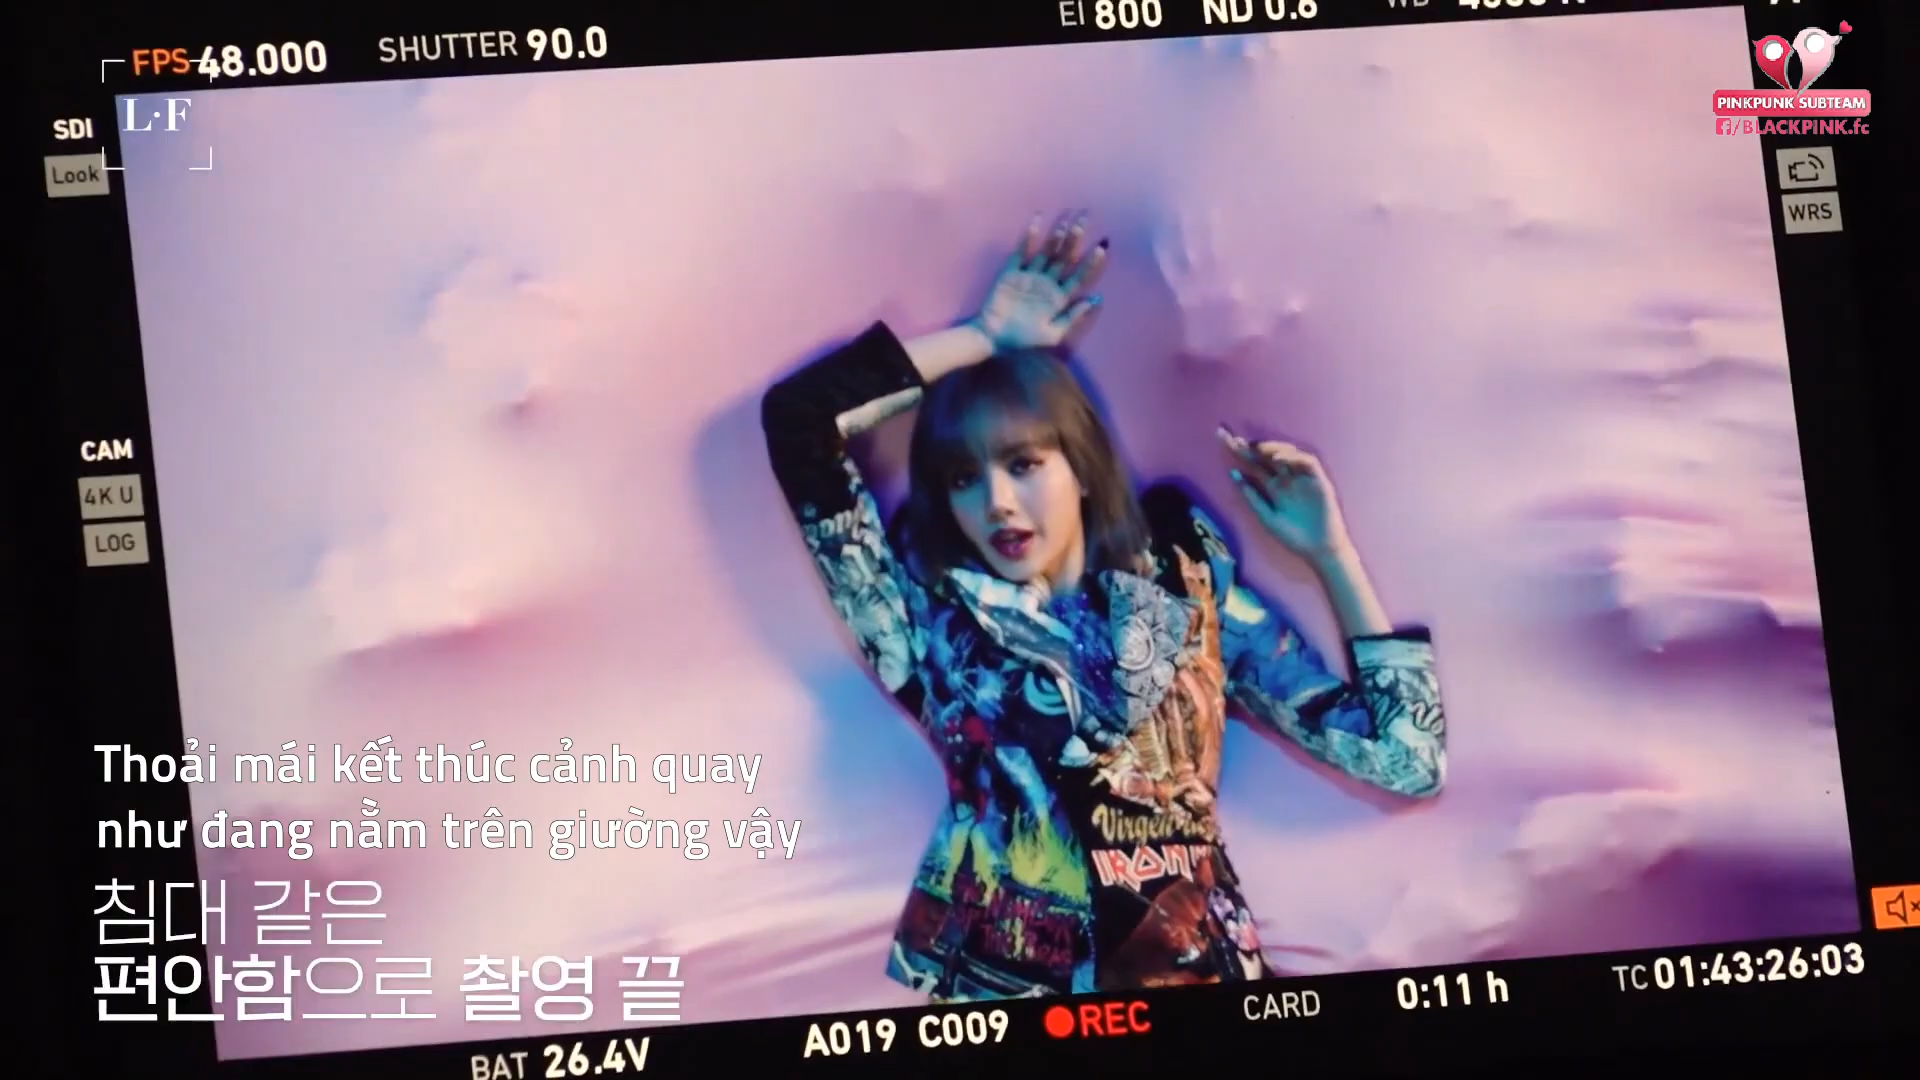 EI 800 ND 0.6
FPS 48.000 SHUTTER 90.0
L·F
PINKPUNK SUBTEAM
f/BLACKPINK.fc
SDI
Look
WRS
CAM
4K U
LOG
Thoải mái kết thúc cảnh quay
như đang nằm trên giường vậy
침대 같은
편안함으로 촬영 끝
Virgen
IRON
BAT 26.4V A019 C009 REC CARD 0:11 h TC 01:43:26:03